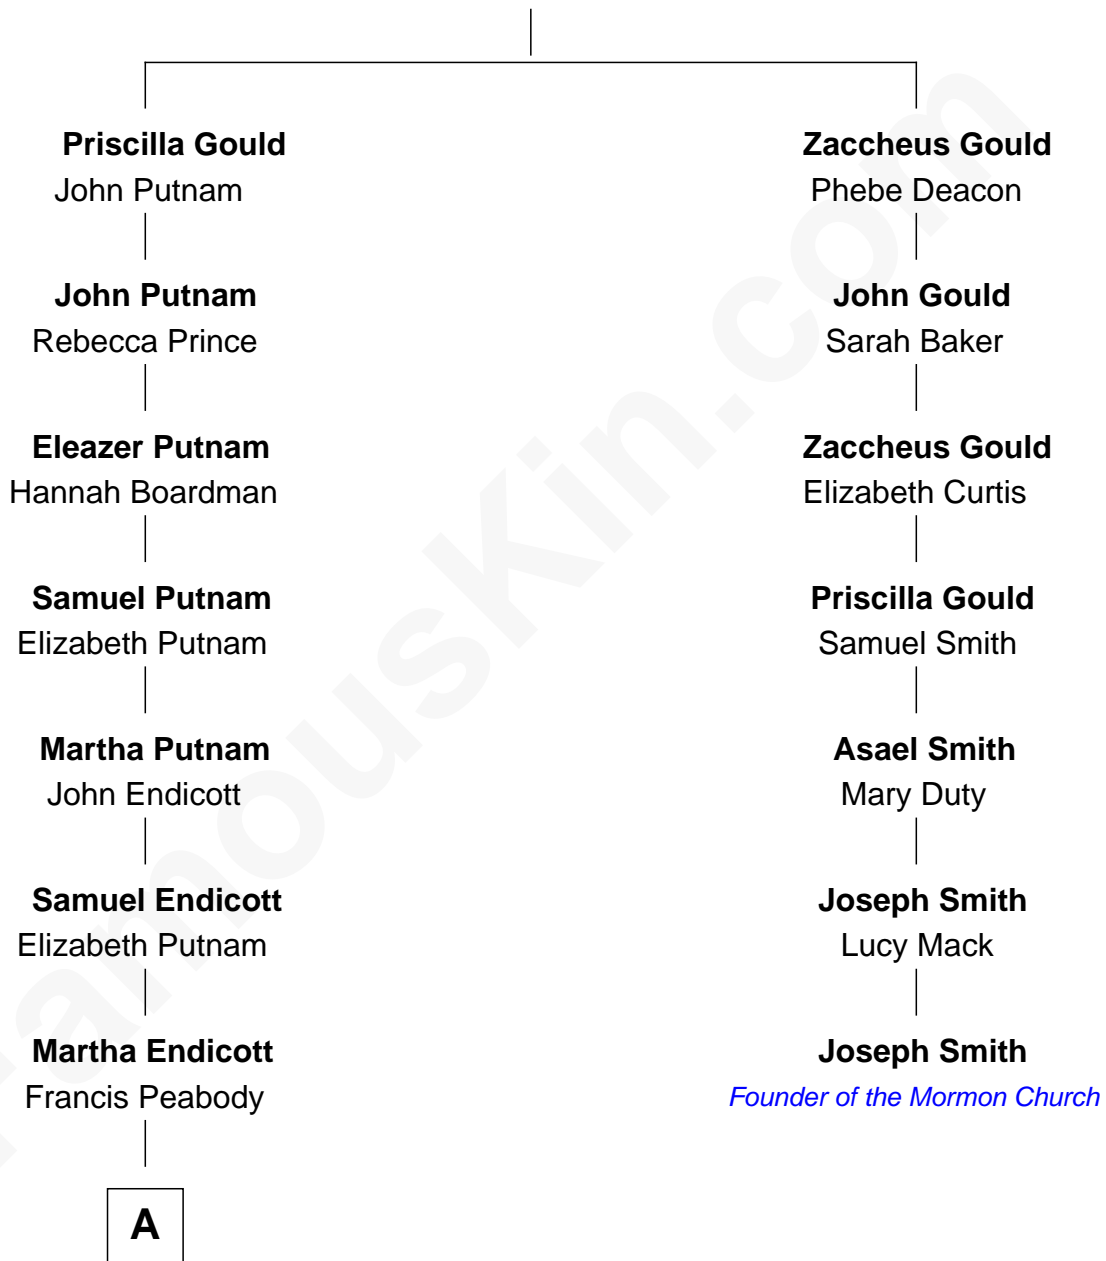 Priscilla Gould
John Putnam
John Putnam
Rebecca Prince
Eleazer Putnam
Hannah Boardman
Samuel Putnam
Elizabeth Putnam
Martha Putnam
John Endicott
Samuel Endicott
Elizabeth Putnam
Martha Endicott
Francis Peabody
A
Zaccheus Gould
Phebe Deacon
John Gould
Sarah Baker
Zaccheus Gould
Elizabeth Curtis
Priscilla Gould
Samuel Smith
Asael Smith
Mary Duty
Joseph Smith
Lucy Mack
Joseph Smith
Founder of the Mormon Church
FamousKin.com